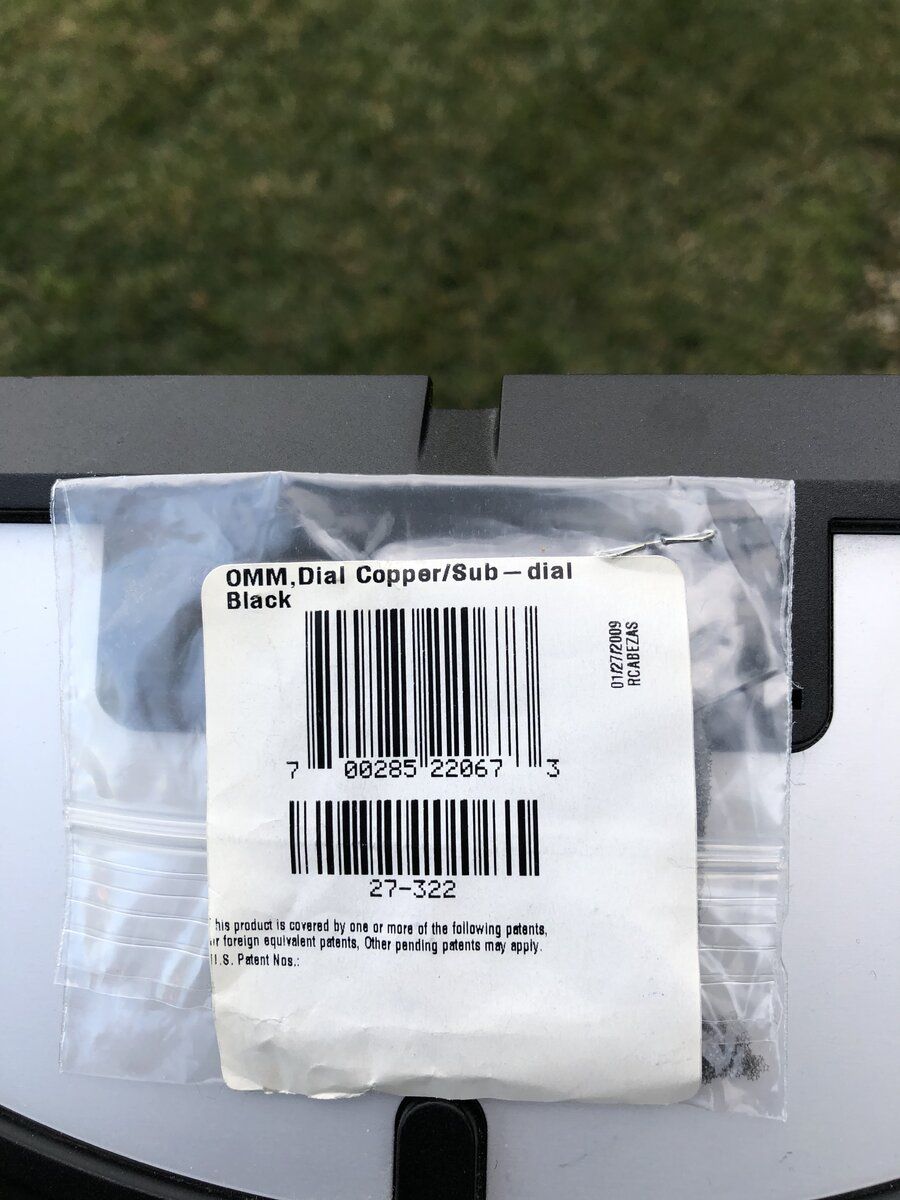 OMM,Dial Copper/Sub—dial
Black
01/27/2009
RCABEZAS
7 00285 22067 3
27-322
his product is covered by one or more of the following patents,
or foreign equivalent patents, Other pending patents may apply.
U.S. Patent Nos.: